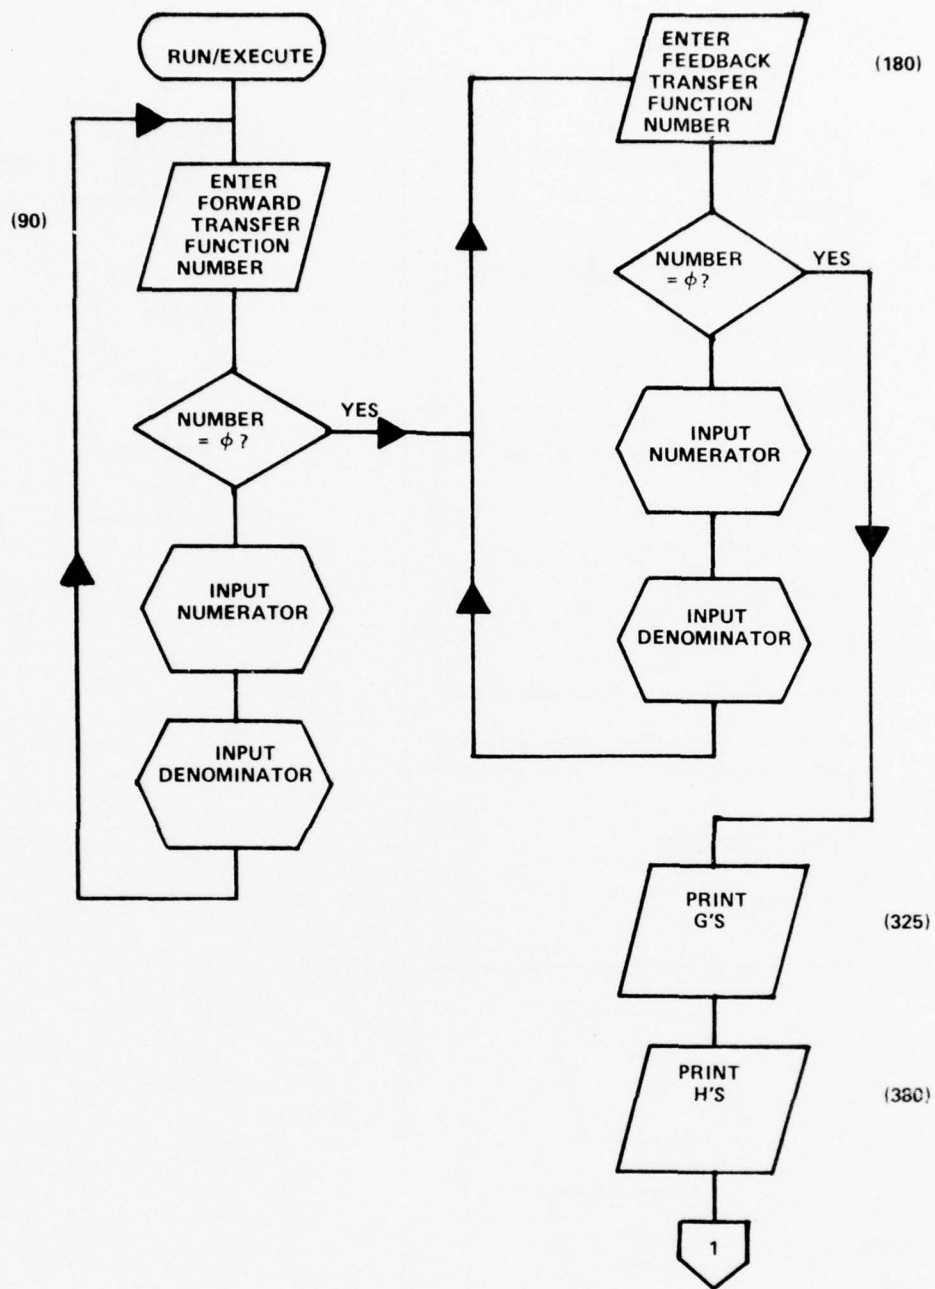 RUN/EXECUTE
(90)
ENTER
FORWARD
TRANSFER
FUNCTION
NUMBER
NUMBER
= ϕ ?
YES
INPUT
NUMERATOR
INPUT
DENOMINATOR
ENTER
FEEDBACK
TRANSFER
FUNCTION
NUMBER
(180)
NUMBER
= ϕ ?
YES
INPUT
NUMERATOR
INPUT
DENOMINATOR
PRINT
G'S
(325)
PRINT
H'S
(380)
1